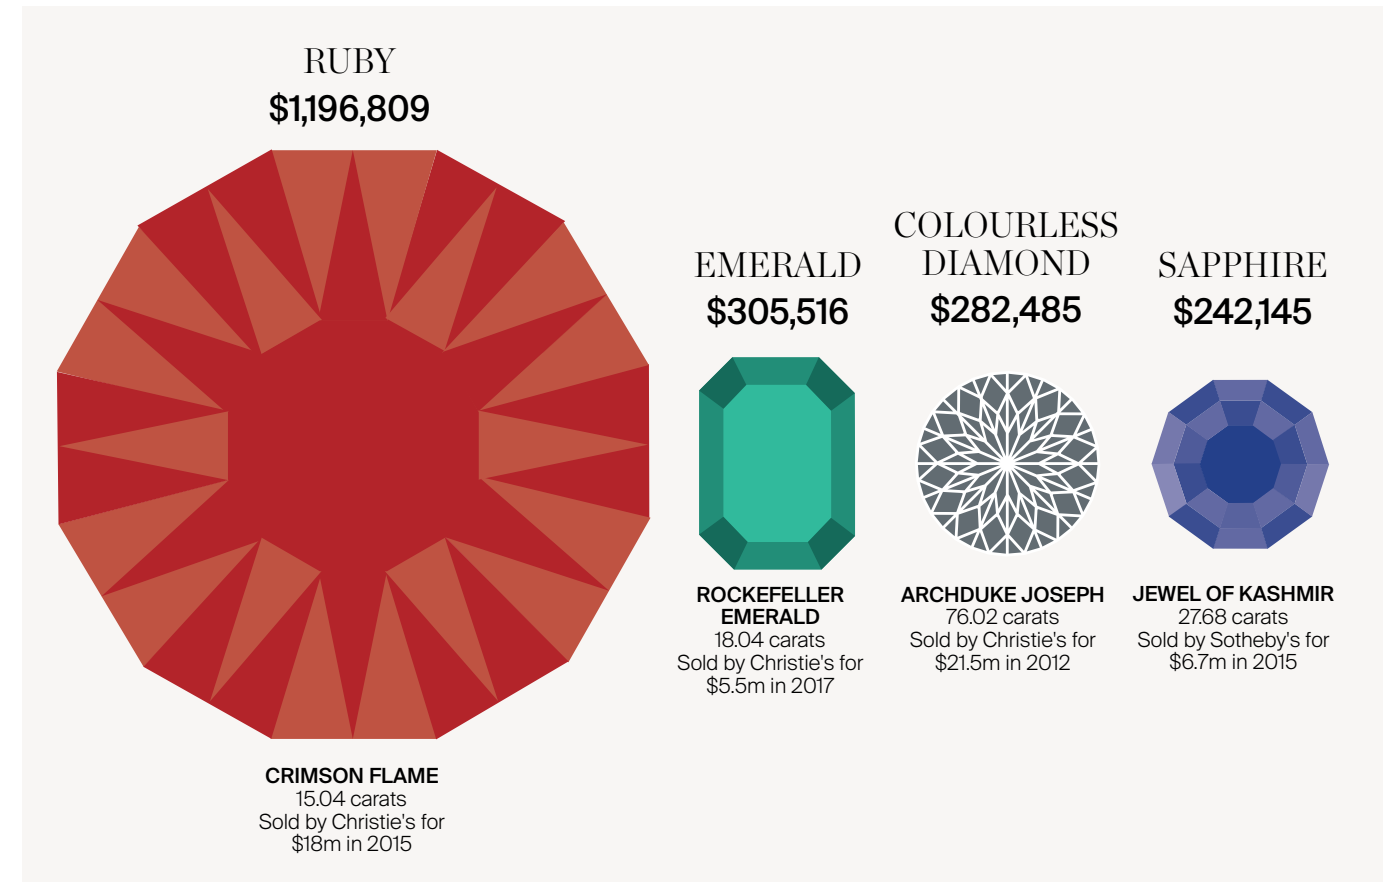 RUBY
$1,196,809
CRIMSON FLAME
15.04 carats
Sold by Christie's for
$18m in 2015
EMERALD
$305,516
ROCKEFELLER
EMERALD
18.04 carats
Sold by Christie's for
$5.5m in 2017
COLOURLESS
DIAMOND
$282,485
ARCHDUKE JOSEPH
76.02 carats
Sold by Christie's for
$21.5m in 2012
SAPPHIRE
$242,145
JEWEL OF KASHMIR
27.68 carats
Sold by Sotheby's for
$6.7m in 2015